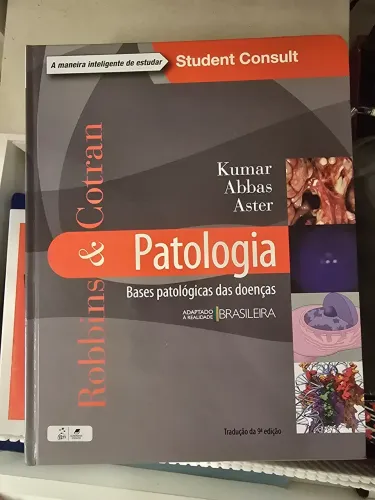 A maneira inteligente de estudar
Student Consult
Robbins & Cotran
Kumar
Abbas
Aster
Patologia
Bases patológicas das doenças
ADAPTADO
À REALIDADE
BRASILEIRA
Tradução da 9ª edição